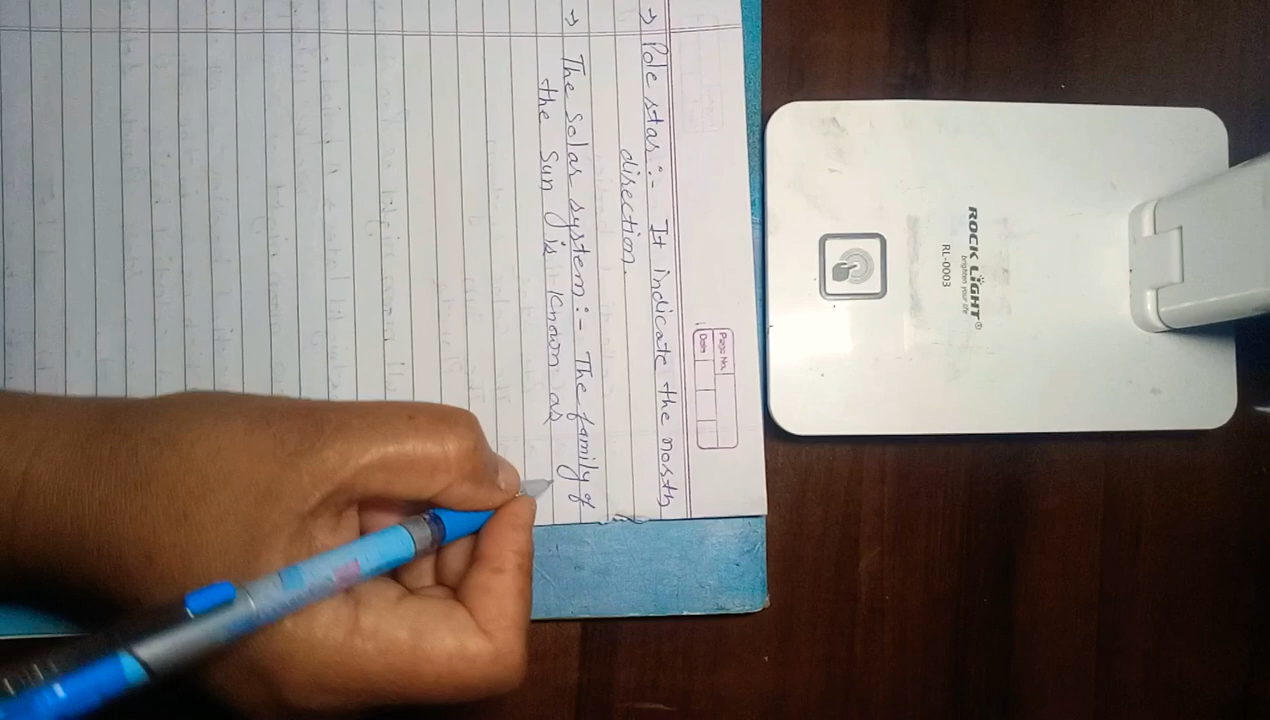 Page No.
Date
→ Pole star:- It indicate the north
direction.
→ The Solar system:- The family of
the Sun is known as
ROCK LiGHT®
brighten your life
RL-0003